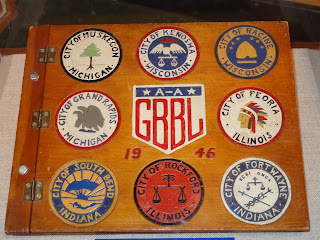 CITY OF MUSKEGON
MICHIGAN
CITY OF KENOSHA
WISCONSIN
CITY OF RACINE
WISCONSIN
CITY OF GRAND RAPIDS
MICHIGAN
A-A
GBBL
CITY OF PEORIA
ILLINOIS
19 46
CITY OF SOUTH BEND
INDIANA
CITY OF ROCKFORD
ILLINOIS
CITY OF FORT WAYNE
KEKIONGA
INDIANA